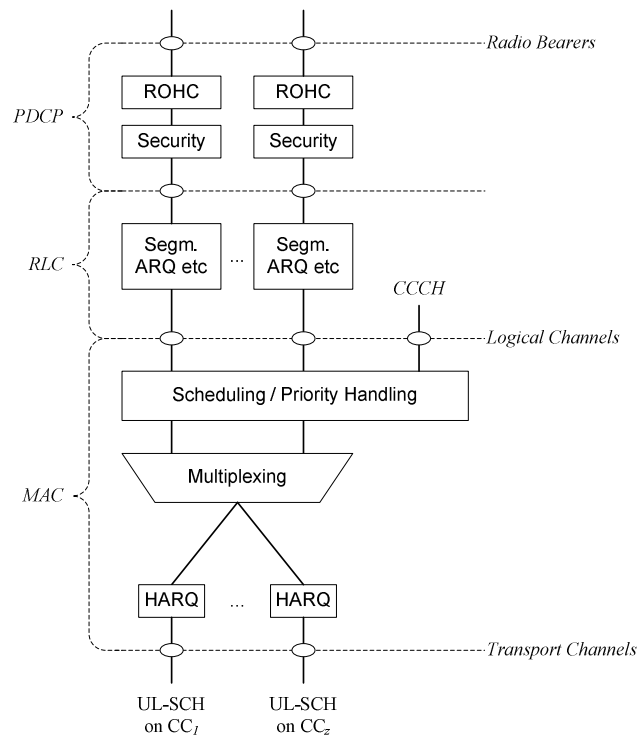 Radio Bearers
ROHC ROHC
PDCP
Security Security
Segm. ARQ etc ... Segm. ARQ etc
RLC
CCCH
Logical Channels
Scheduling / Priority Handling
Multiplexing
MAC
HARQ ... HARQ
Transport Channels
UL-SCH on CC1 UL-SCH on CCz